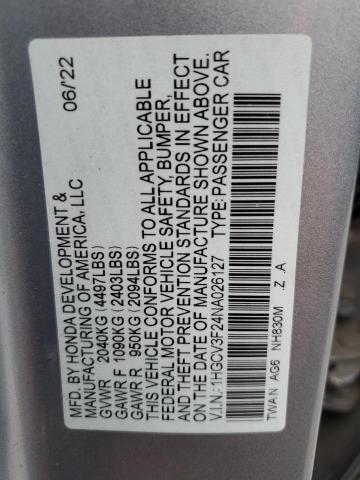 MFD. BY HONDA DEVELOPMENT & 06/22
MANUFACTURING OF AMERICA, LLC
GVWR 2040KG (4497LBS)
GAWR F 1090KG (2403LBS)
GAWR R 950KG (2094LBS)
THIS VEHICLE CONFORMS TO ALL APPLICABLE
FEDERAL MOTOR VEHICLE SAFETY, BUMPER,
AND THEFT PREVENTION STANDARDS IN EFFECT
ON THE DATE OF MANUFACTURE SHOWN ABOVE.
V.I.N.: 1HGCV3F24NA026127 TYPE: PASSENGER CAR
TWAN AG6 NH830M .Z .A